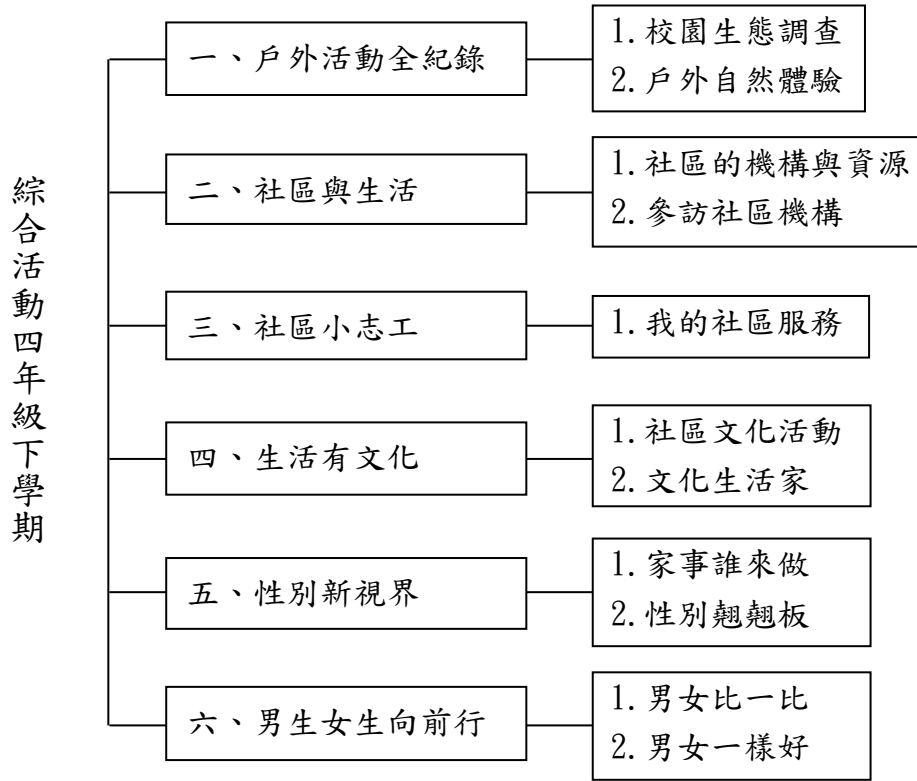 綜合活動四年級下學期
一、戶外活動全紀錄
1.校園生態調查
2.戶外自然體驗
二、社區與生活
1.社區的機構與資源
2.參訪社區機構
三、社區小志工
1.我的社區服務
四、生活有文化
1.社區文化活動
2.文化生活家
五、性別新視界
1.家事誰來做
2.性別翹翹板
六、男生女生向前行
1.男女比一比
2.男女一樣好